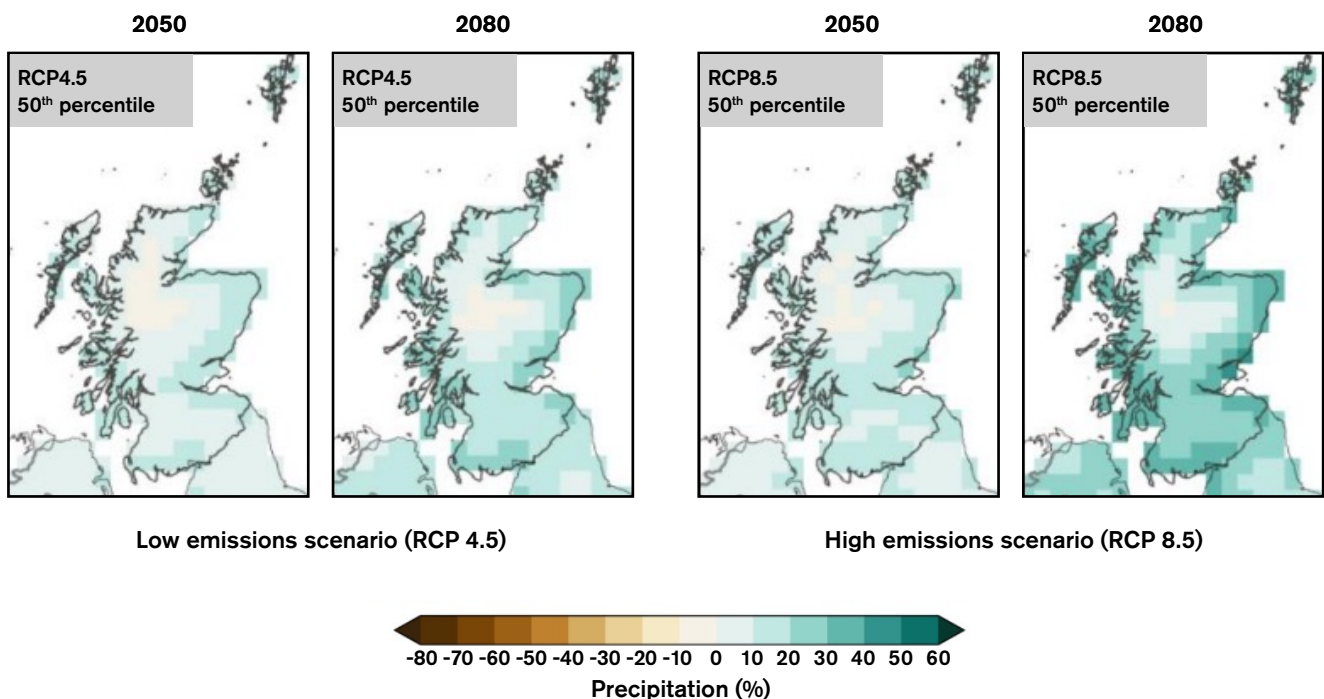 2050
2080
2050
2080
RCP4.5
50th percentile
RCP4.5
50th percentile
RCP8.5
50th percentile
RCP8.5
50th percentile
Low emissions scenario (RCP 4.5)
High emissions scenario (RCP 8.5)
-80 -70 -60 -50 -40 -30 -20 -10 0 10 20 30 40 50 60
Precipitation (%)